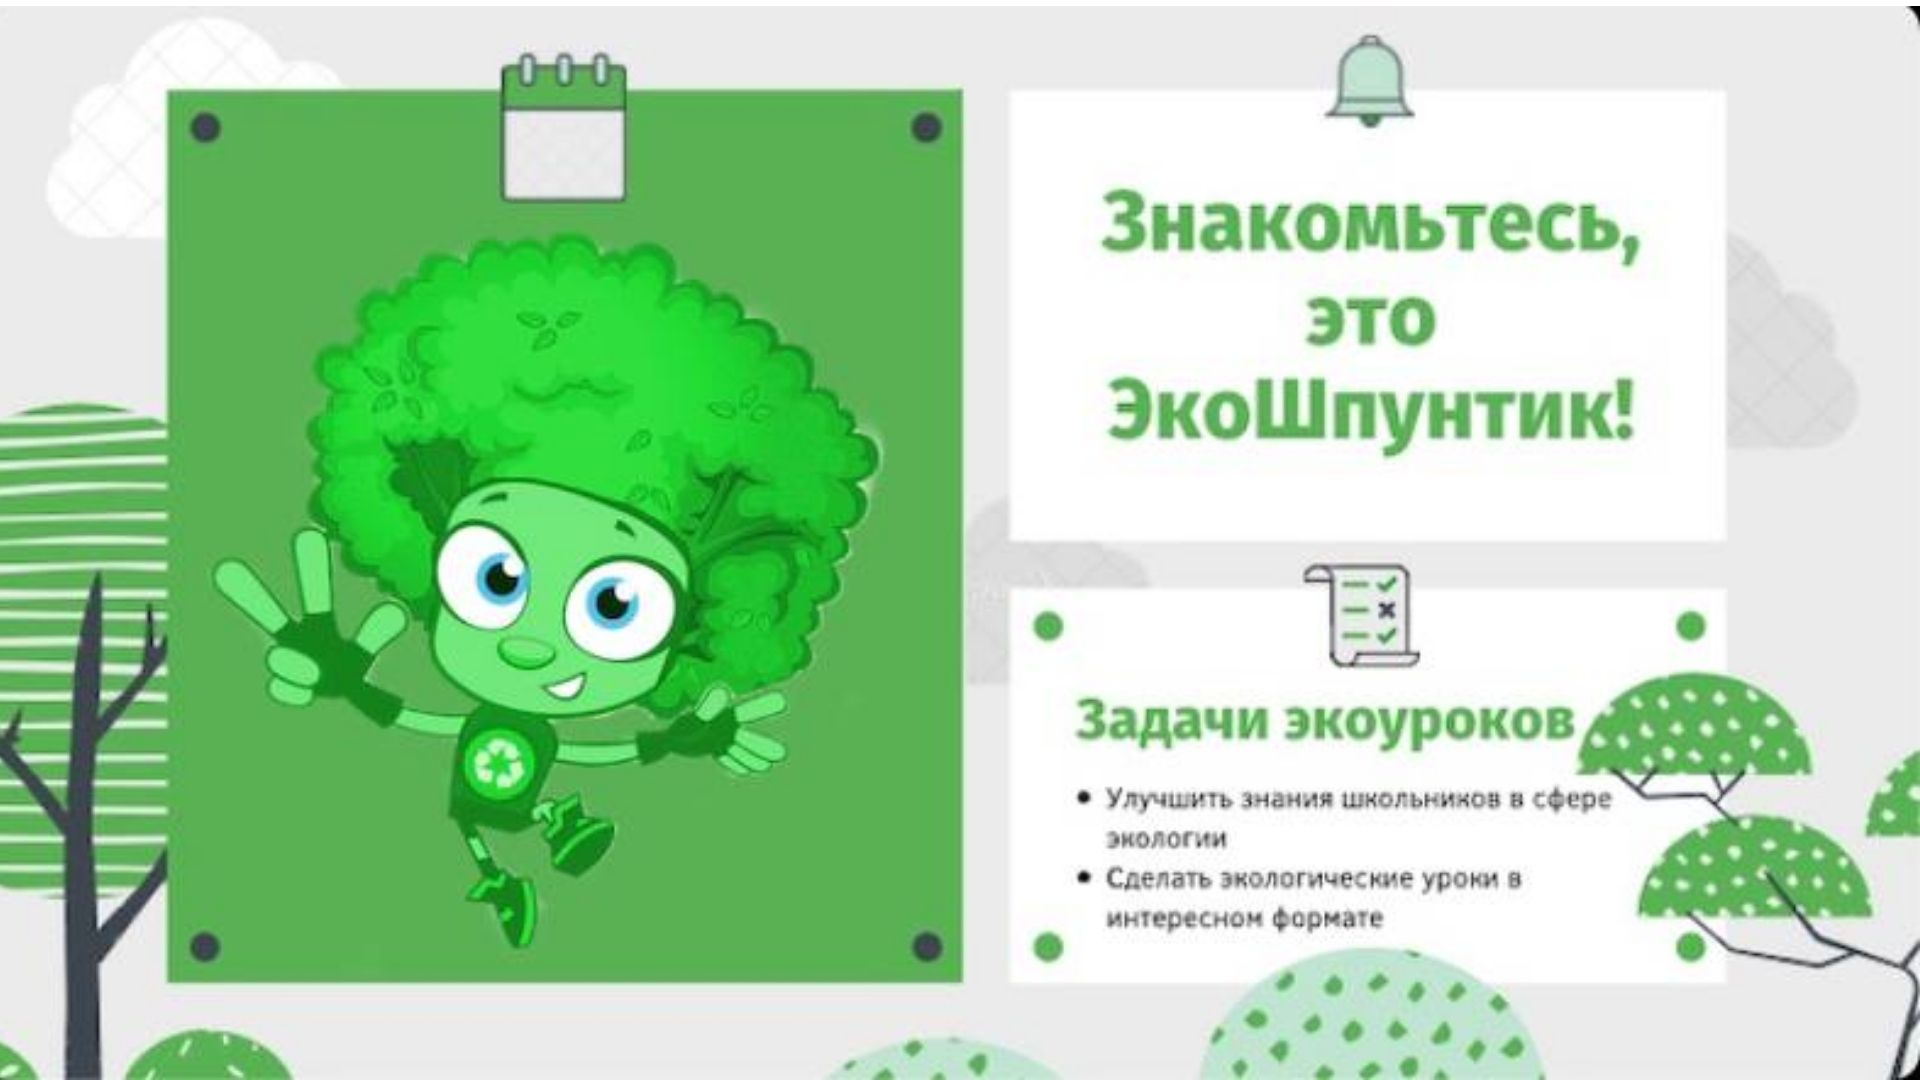 Знакомьтесь,
это
ЭкоШпунтик!
Задачи экоуроков
• Улучшить знания школьников в сфере
экологии
• Сделать экологические уроки в
интересном формате